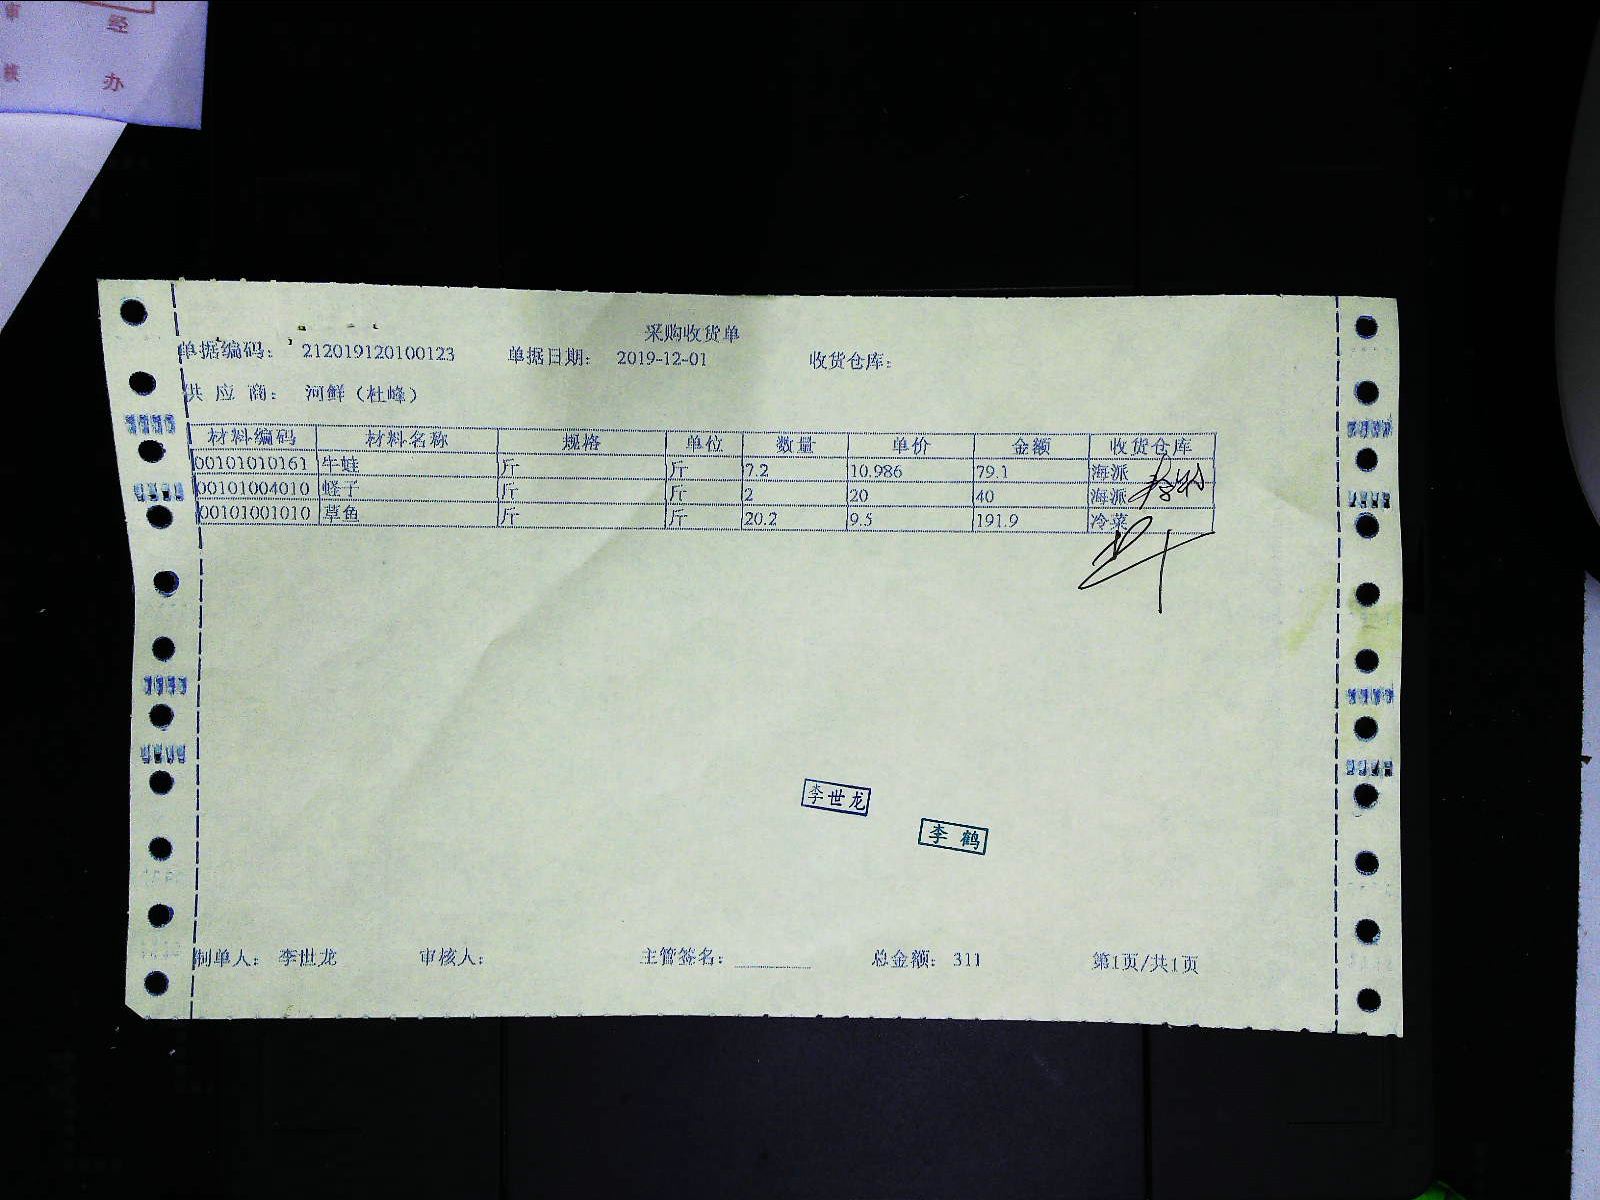 经
办
采购收货单
单据编码： 212019120100123 单据日期： 2019-12-01 收货仓库：
供 应 商： 河鲜（杜峰）
材料编码 材料名称 规格 单位 数量 单价 金额 收货仓库
00101010161 牛蛙 斤 斤 7.2 10.986 79.1 海派
00101004010 蛏子 斤 斤 2 20 40 海派
00101001010 草鱼 斤 斤 20.2 9.5 191.9 冷菜
李世龙
李鹤
制单人： 李世龙 审核人： 主管签名： 总金额： 311 第1页/共1页